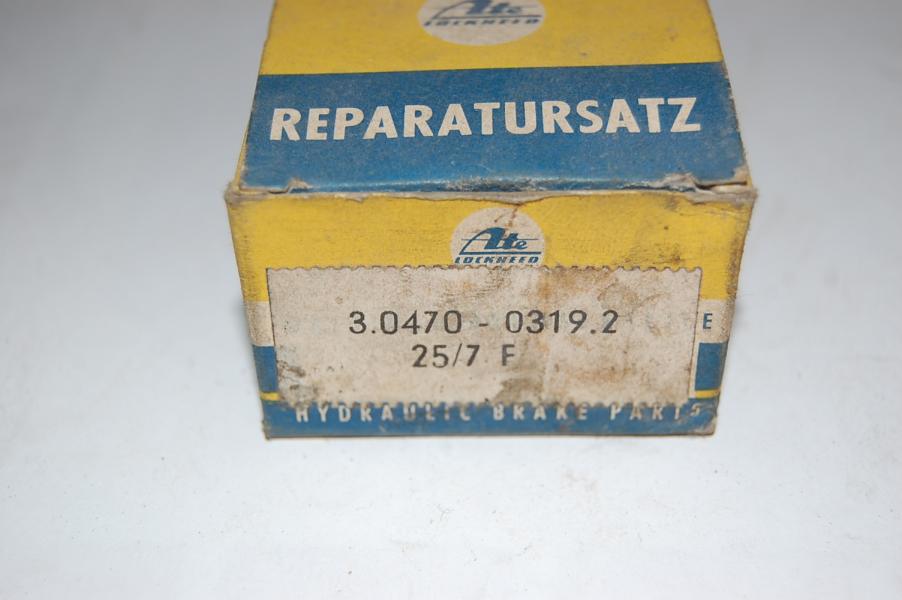 Ate
LOCKHEED
REPARATURSATZ
Ate
LOCKHEED
3.0470 - 0319.2
25/7 F
E
HYDRAULIC BRAKE PARTS